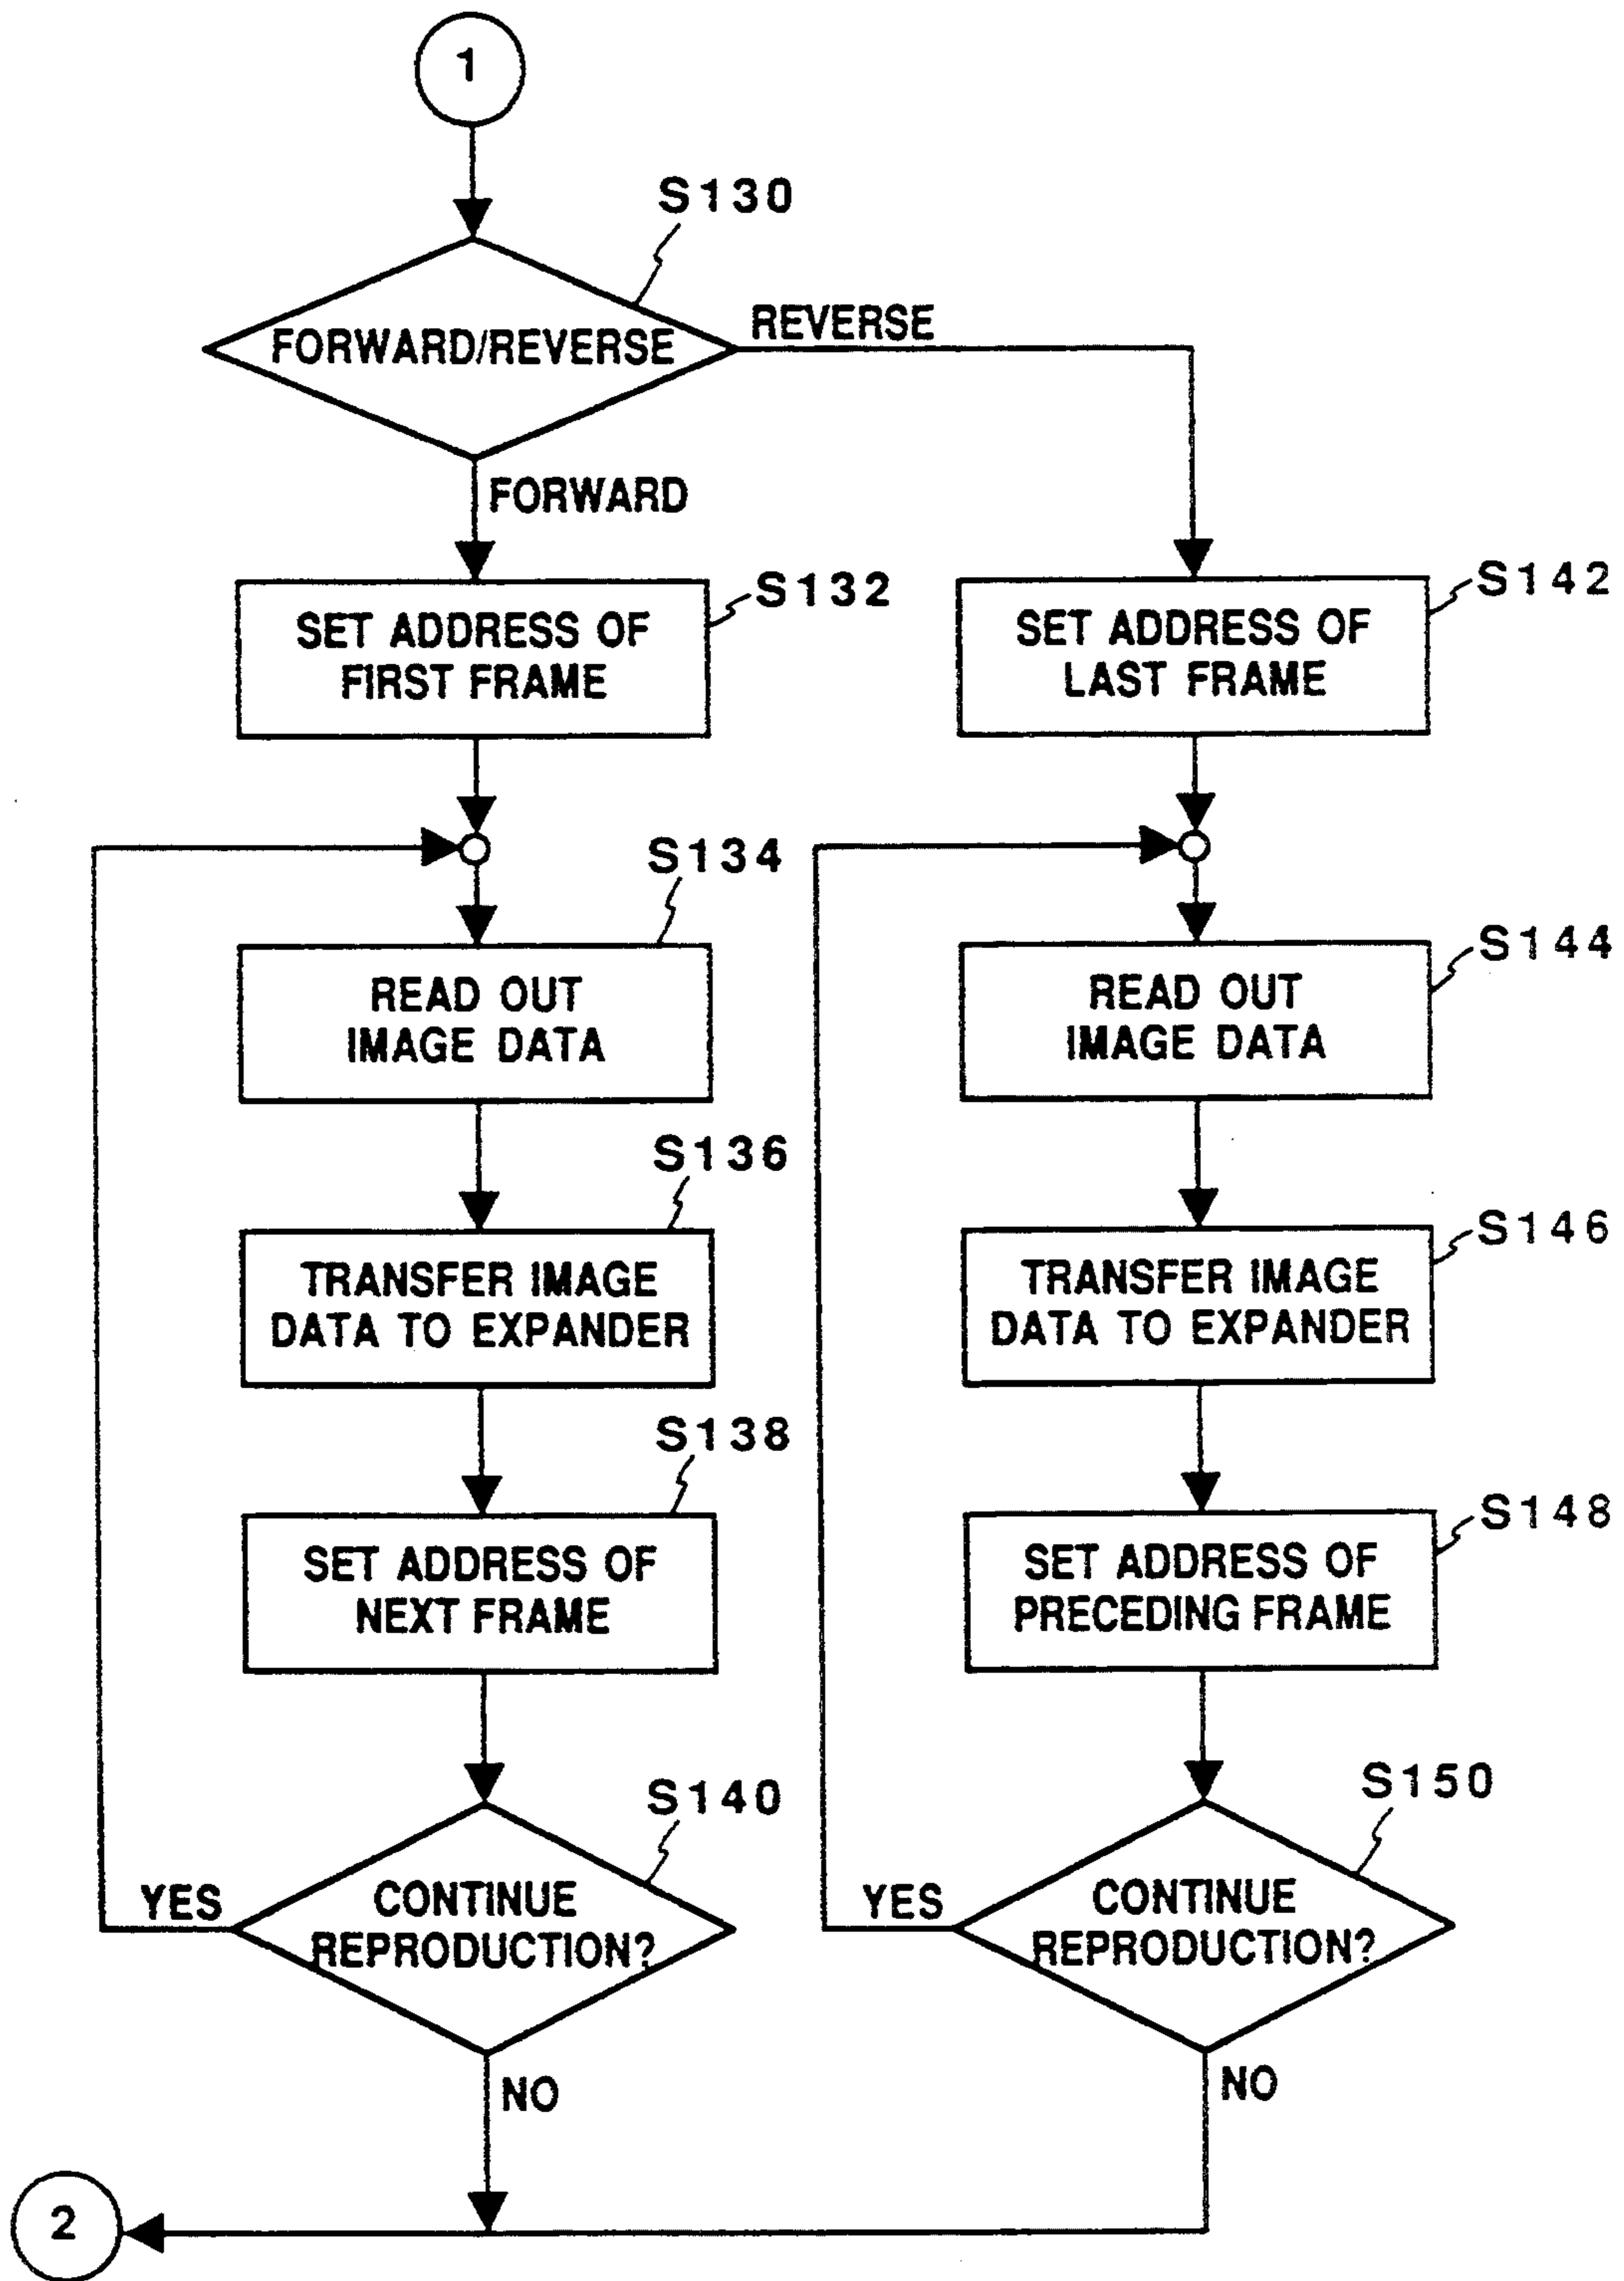 1
S130
FORWARD/REVERSE
REVERSE
FORWARD
S132
SET ADDRESS OF
FIRST FRAME
S134
READ OUT
IMAGE DATA
S136
TRANSFER IMAGE
DATA TO EXPANDER
S138
SET ADDRESS OF
NEXT FRAME
S140
CONTINUE
REPRODUCTION?
YES
NO
S142
SET ADDRESS OF
LAST FRAME
S144
READ OUT
IMAGE DATA
S146
TRANSFER IMAGE
DATA TO EXPANDER
S148
SET ADDRESS OF
PRECEDING FRAME
S150
CONTINUE
REPRODUCTION?
YES
NO
2